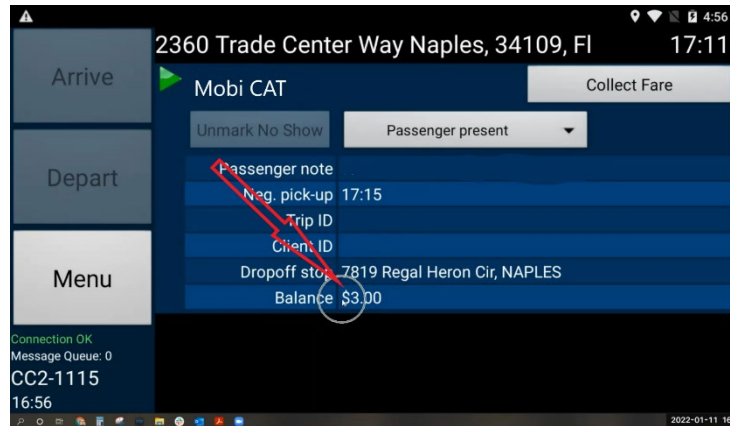 4:56
2360 Trade Center Way Naples, 34109, Fl 17:11
Arrive
Mobi CAT
Collect Fare
Unmark No Show
Passenger present
Depart
Passenger note
Neg. pick-up 17:15
Trip ID
Client ID
Dropoff stop 7819 Regal Heron Cir, NAPLES
Balance $3.00
Menu
Connection OK
Message Queue: 0
CC2-1115
16:56
2022-01-11 16